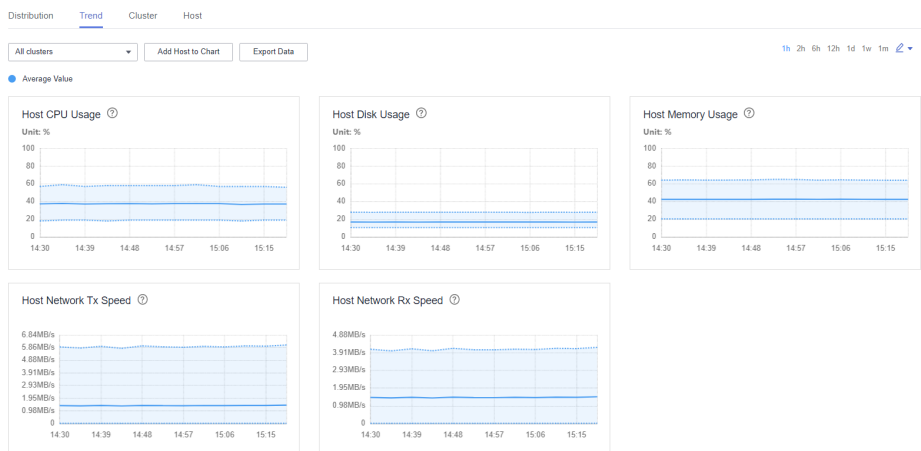 Distribution Trend Cluster Host
All clusters Add Host to Chart Export Data 1h 2h 6h 12h 1d 1w 1m
Average Value
Host CPU Usage ?
Unit: %
100
80
60
40
20
0
14:30 14:39 14:48 14:57 15:06 15:15
Host Disk Usage ?
Unit: %
100
80
60
40
20
0
14:30 14:39 14:48 14:57 15:06 15:15
Host Memory Usage ?
Unit: %
100
80
60
40
20
0
14:30 14:39 14:48 14:57 15:06 15:15
Host Network Tx Speed ?
6.84MB/s
5.86MB/s
4.88MB/s
3.91MB/s
2.93MB/s
1.95MB/s
0.98MB/s
0
14:30 14:39 14:48 14:57 15:06 15:15
Host Network Rx Speed ?
4.88MB/s
3.91MB/s
2.93MB/s
1.95MB/s
0.98MB/s
0
14:30 14:39 14:48 14:57 15:06 15:15